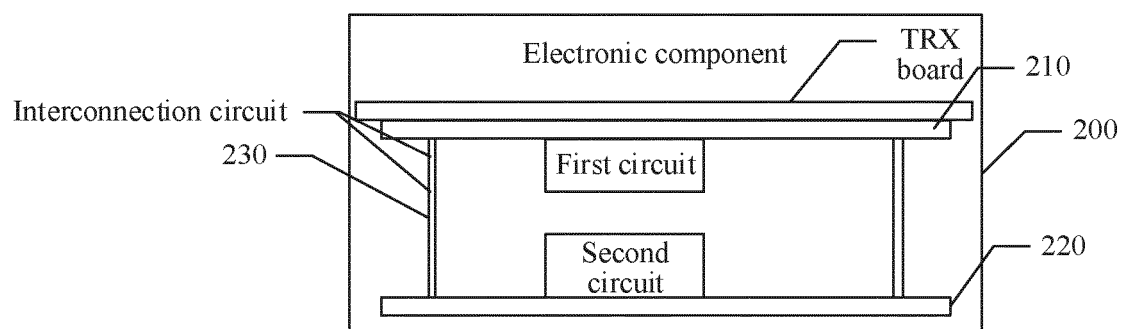 Electronic component
TRX
board
210
Interconnection circuit
230
200
First circuit
Second
circuit
220